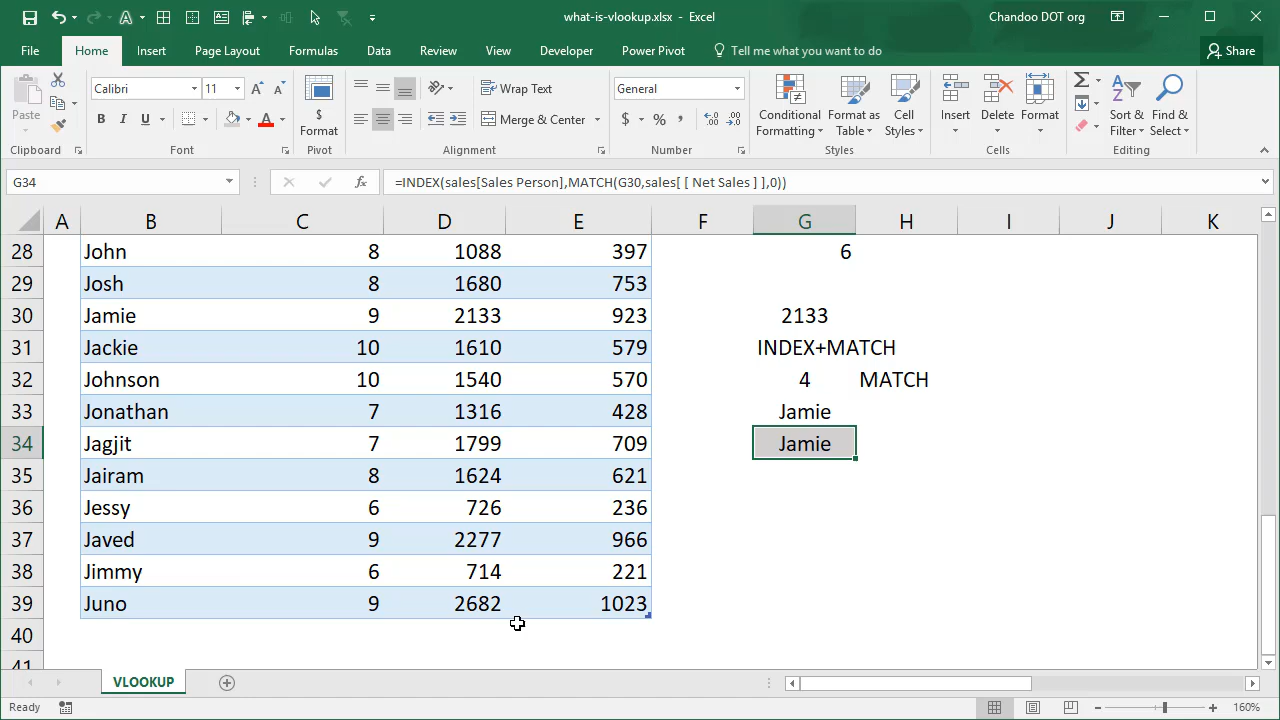 what-is-vlookup.xlsx - Excel
Chandoo DOT org
File Home Insert Page Layout Formulas Data Review View Developer Power Pivot Tell me what you want to do Share
Paste
Clipboard
Calibri 11
B I U A
Font
$
Format
Pivot
Wrap Text
Merge & Center
Alignment
General
$ % ,
Number
Conditional Formatting
Format as Table
Cell Styles
Styles
Insert Delete Format
Cells
Sort & Filter
Find & Select
Editing
G34 fx =INDEX(sales[Sales Person],MATCH(G30,sales[ [ Net Sales ] ],0))
A B C D E F G H I J K
28 John 8 1088 397 6
29 Josh 8 1680 753
30 Jamie 9 2133 923 2133
31 Jackie 10 1610 579 INDEX+MATCH
32 Johnson 10 1540 570 4 MATCH
33 Jonathan 7 1316 428 Jamie
34 Jagjit 7 1799 709 Jamie
35 Jairam 8 1624 621
36 Jessy 6 726 236
37 Javed 9 2277 966
38 Jimmy 6 714 221
39 Juno 9 2682 1023
40
41
VLOOKUP
Ready 160%